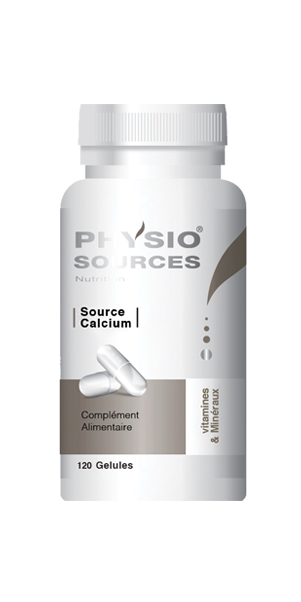 PHYSIO®
SOURCES
Nutrition
Source
Calcium
Complément
Alimentaire
120 Gelules
vitamines
& Minéraux